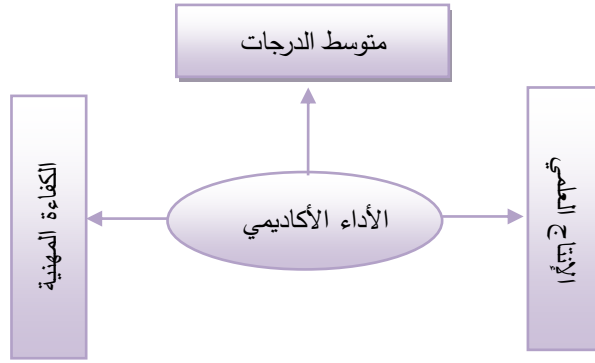 متوسط الدرجات
الإنتاج العلمي
الأداء الأكاديمي
الكفاءة المهنية